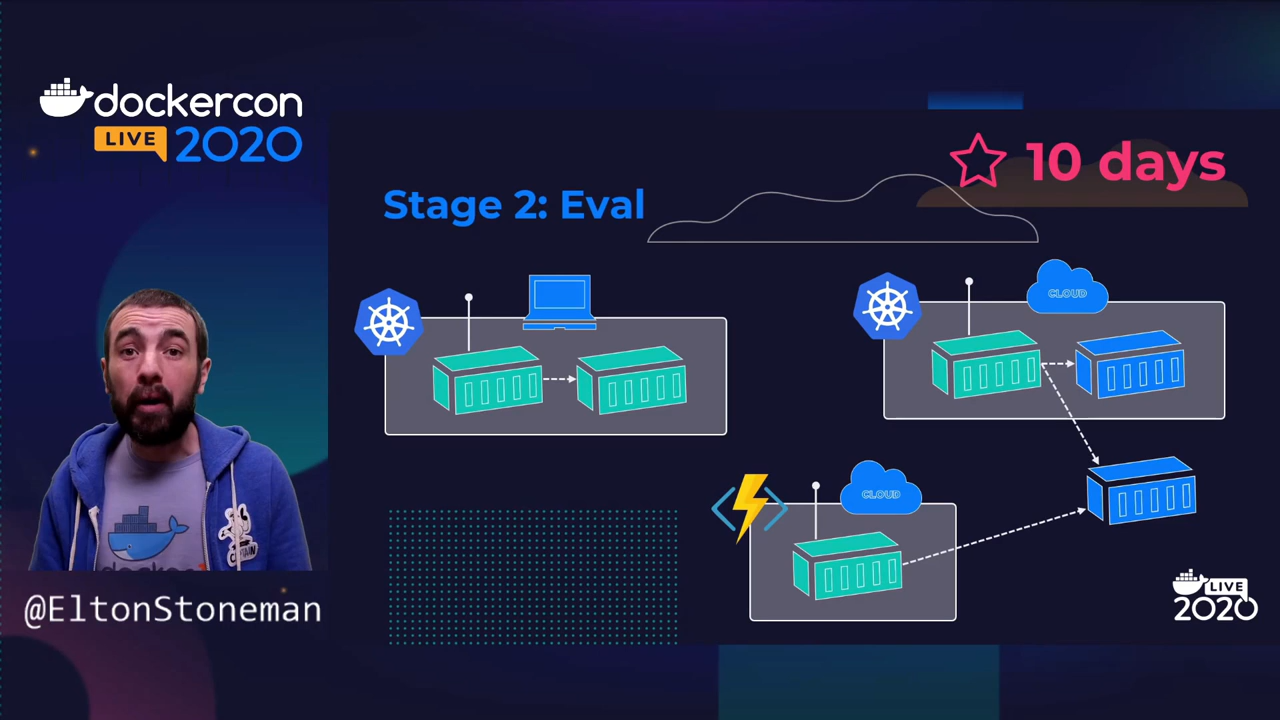 dockercon
LIVE 2020
10 days
Stage 2: Eval
CLOUD
CLOUD
@EltonStoneman
LIVE
2020